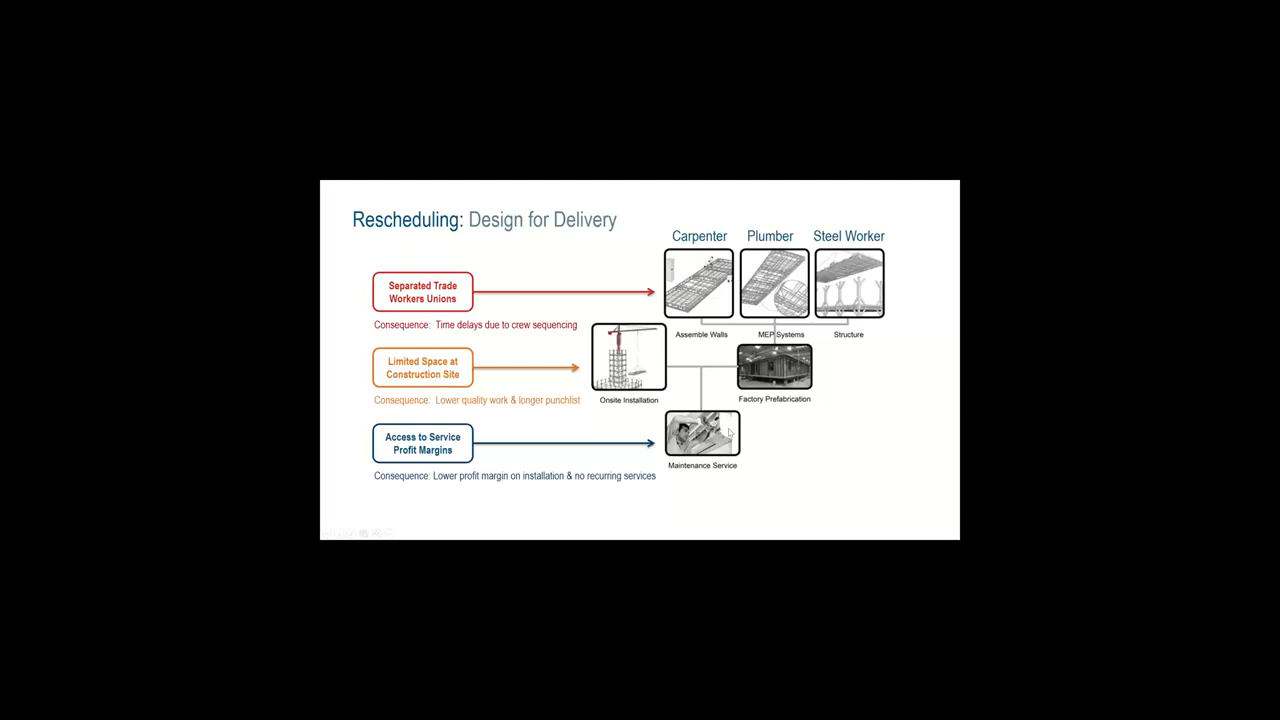 Rescheduling: Design for Delivery
Carpenter
Plumber
Steel Worker
Separated Trade
Workers Unions
Consequence: Time delays due to crew sequencing
Assemble Walls
MEP Systems
Structure
Limited Space at
Construction Site
Consequence: Lower quality work & longer punchlist
Onsite Installation
Factory Prefabrication
Access to Service
Profit Margins
Consequence: Lower profit margin on installation & no recurring services
Maintenance Service